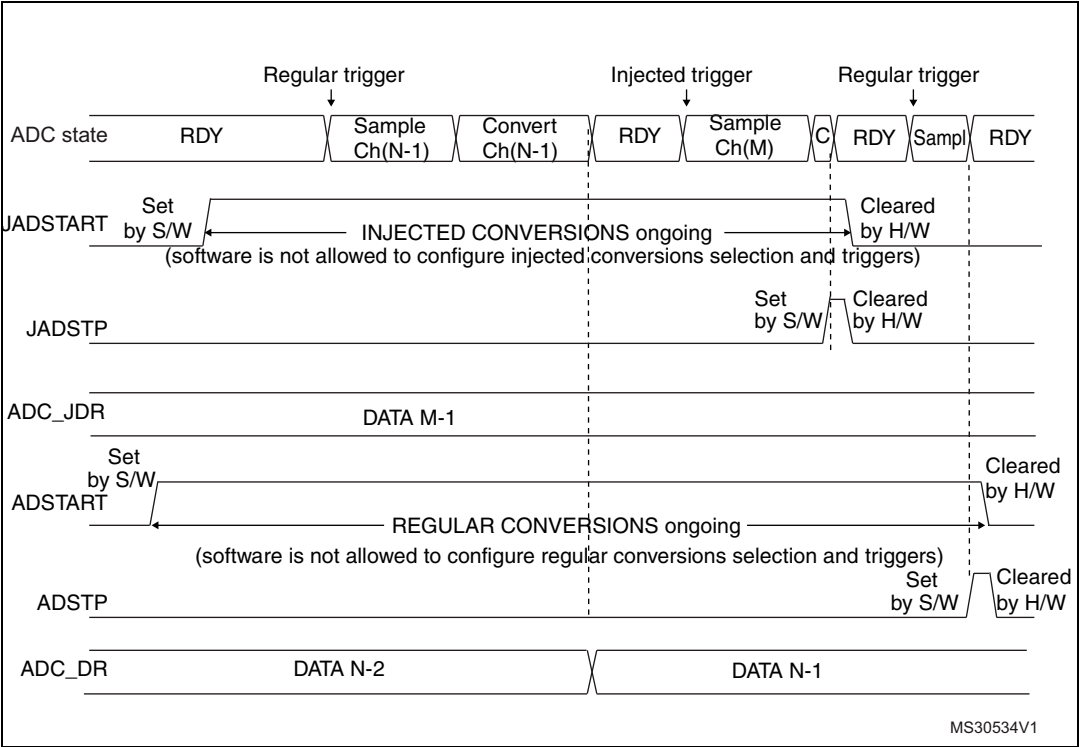 Regular trigger Injected trigger Regular trigger
ADC state RDY Sample Ch(N-1) Convert Ch(N-1) RDY Sample Ch(M) C RDY Sampl RDY
JADSTART Set by S/W INJECTED CONVERSIONS ongoing Cleared by H/W
(software is not allowed to configure injected conversions selection and triggers)
JADSTP Set by S/W Cleared by H/W
ADC_JDR DATA M-1
ADSTART Set by S/W REGULAR CONVERSIONS ongoing Cleared by H/W
(software is not allowed to configure regular conversions selection and triggers)
ADSTP Set by S/W Cleared by H/W
ADC_DR DATA N-2 DATA N-1
MS30534V1